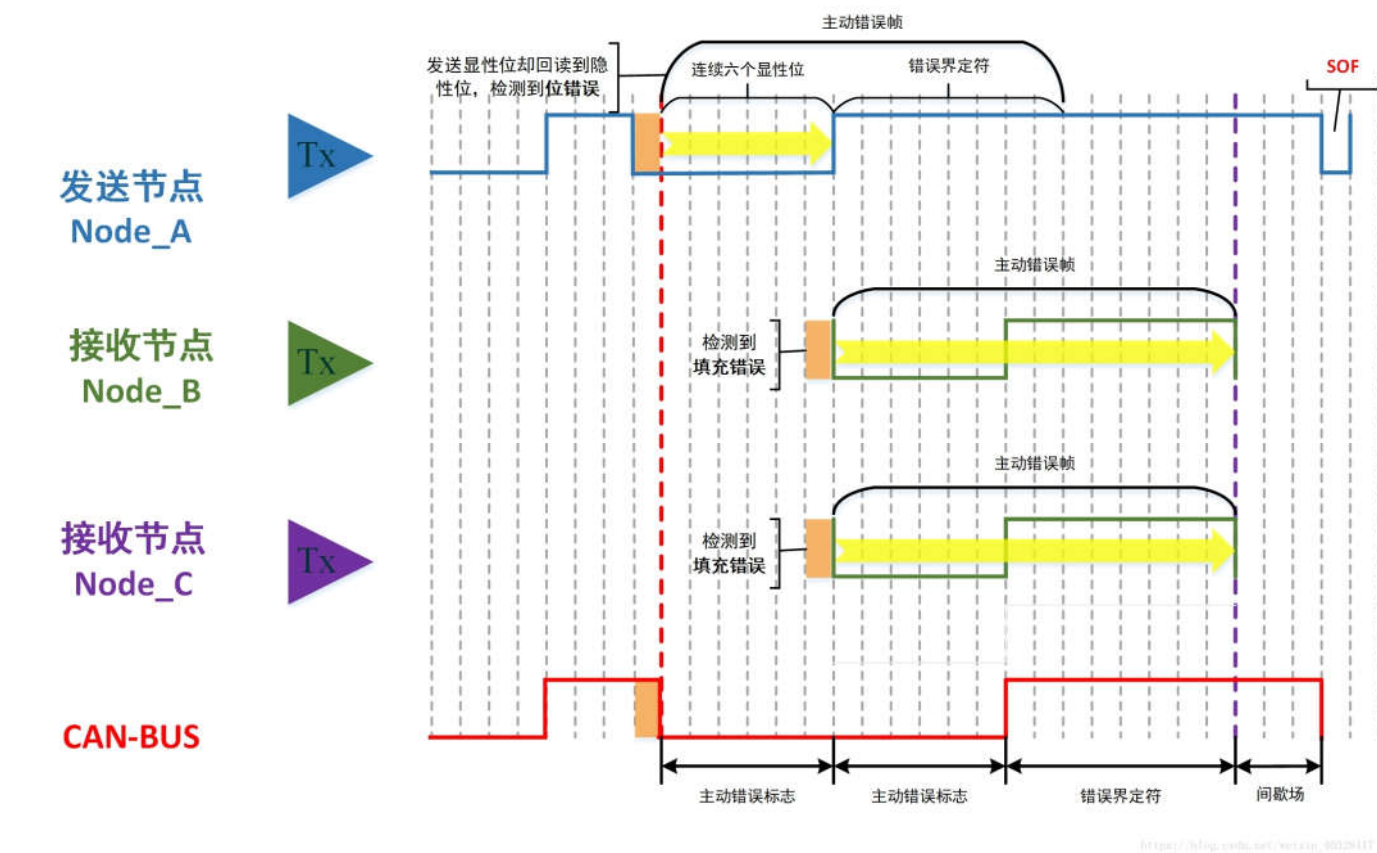 主动错误帧
发送显性位却回读到隐
性位，检测到位错误
连续六个显性位
错误界定符
SOF
Tx
发送节点
Node_A
主动错误帧
检测到
填充错误
Tx
接收节点
Node_B
主动错误帧
检测到
填充错误
Tx
接收节点
Node_C
CAN-BUS
主动错误标志
主动错误标志
错误界定符
间歇场